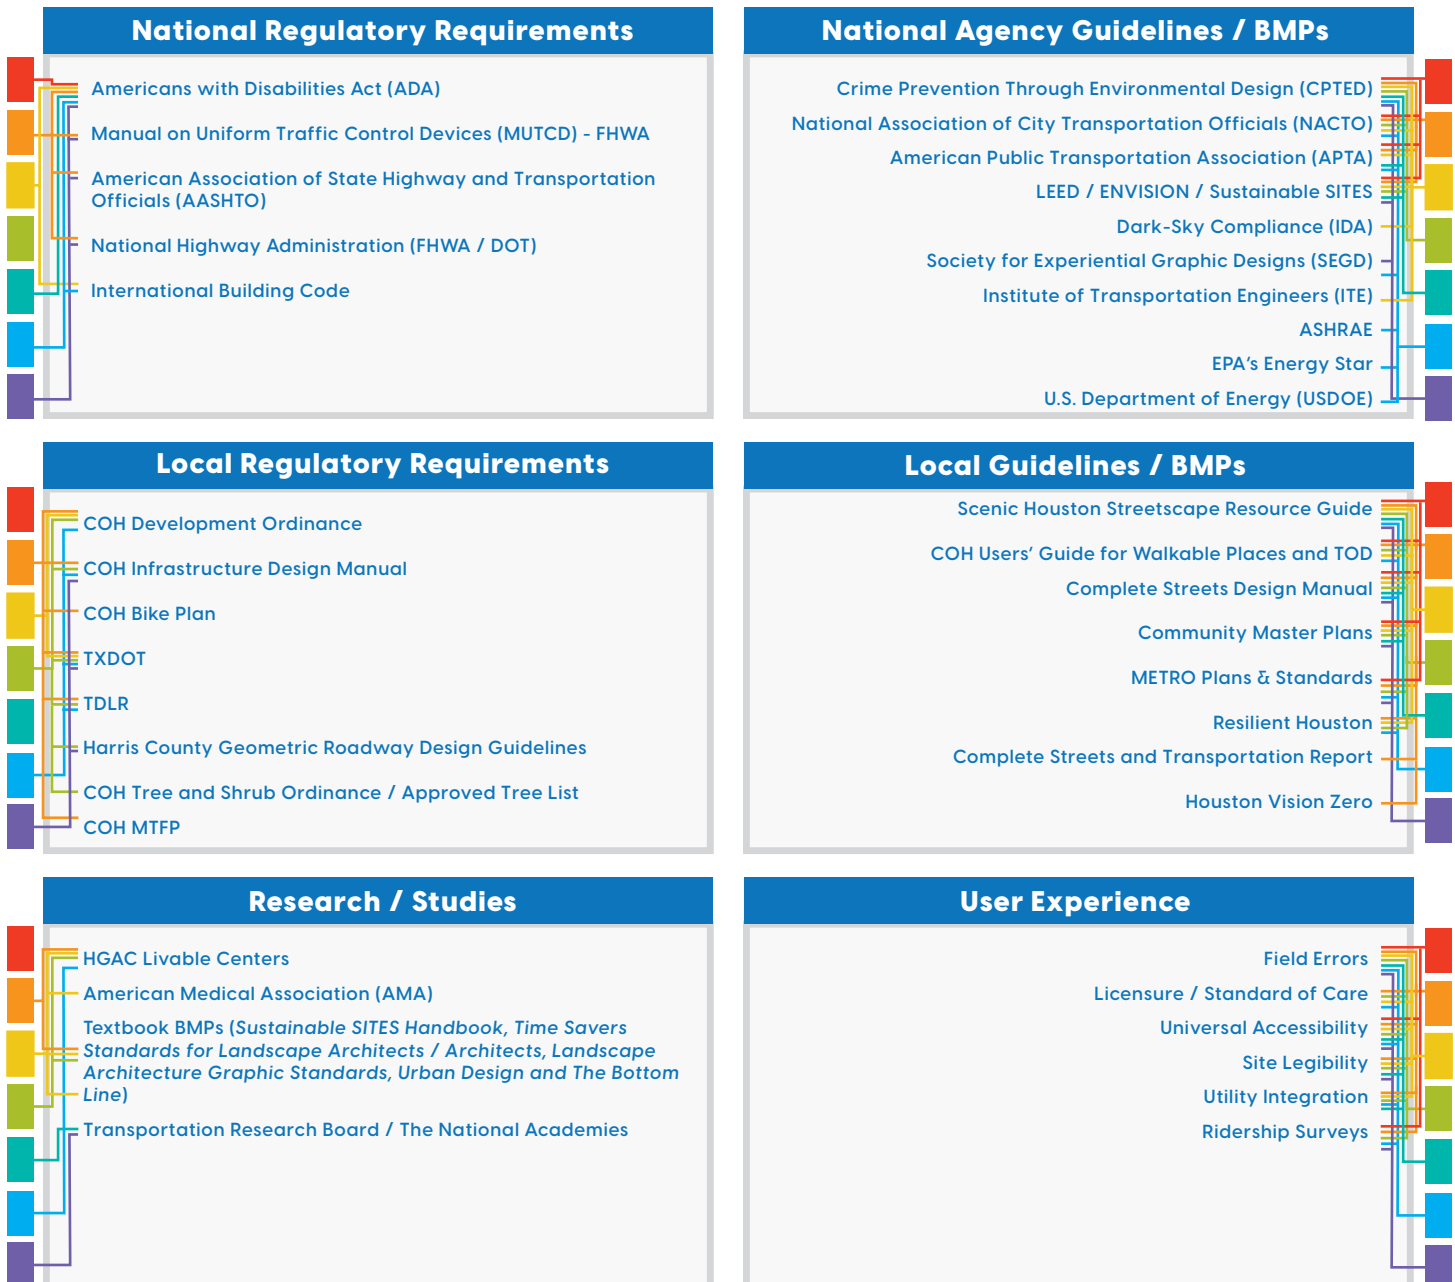 National Regulatory Requirements
Americans with Disabilities Act (ADA)
Manual on Uniform Traffic Control Devices (MUTCD) - FHWA
American Association of State Highway and Transportation
Officials (AASHTO)
National Highway Administration (FHWA / DOT)
International Building Code
National Agency Guidelines / BMPs
Crime Prevention Through Environmental Design (CPTED)
National Association of City Transportation Officials (NACTO)
American Public Transportation Association (APTA)
LEED / ENVISION / Sustainable SITES
Dark-Sky Compliance (IDA)
Society for Experiential Graphic Designs (SEGD)
Institute of Transportation Engineers (ITE)
ASHRAE
EPA’s Energy Star
U.S. Department of Energy (USDOE)
Local Regulatory Requirements
COH Development Ordinance
COH Infrastructure Design Manual
COH Bike Plan
TXDOT
TDLR
Harris County Geometric Roadway Design Guidelines
COH Tree and Shrub Ordinance / Approved Tree List
COH MTFP
Local Guidelines / BMPs
Scenic Houston Streetscape Resource Guide
COH Users’ Guide for Walkable Places and TOD
Complete Streets Design Manual
Community Master Plans
METRO Plans & Standards
Resilient Houston
Complete Streets and Transportation Report
Houston Vision Zero
Research / Studies
HGAC Livable Centers
American Medical Association (AMA)
Textbook BMPs (Sustainable SITES Handbook, Time Savers
Standards for Landscape Architects / Architects, Landscape
Architecture Graphic Standards, Urban Design and The Bottom
Line)
Transportation Research Board / The National Academies
User Experience
Field Errors
Licensure / Standard of Care
Universal Accessibility
Site Legibility
Utility Integration
Ridership Surveys